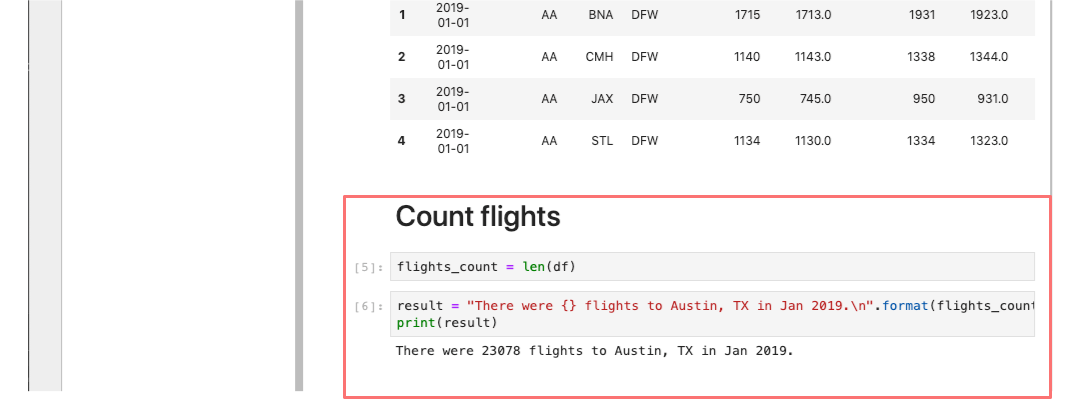 1 2019-01-01 AA BNA DFW 1715 1713.0 1931 1923.0
2 2019-01-01 AA CMH DFW 1140 1143.0 1338 1344.0
3 2019-01-01 AA JAX DFW 750 745.0 950 931.0
4 2019-01-01 AA STL DFW 1134 1130.0 1334 1323.0
Count flights
[5]: flights_count = len(df)
[6]: result = "There were {} flights to Austin, TX in Jan 2019.\n".format(flights_count
print(result)
There were 23078 flights to Austin, TX in Jan 2019.